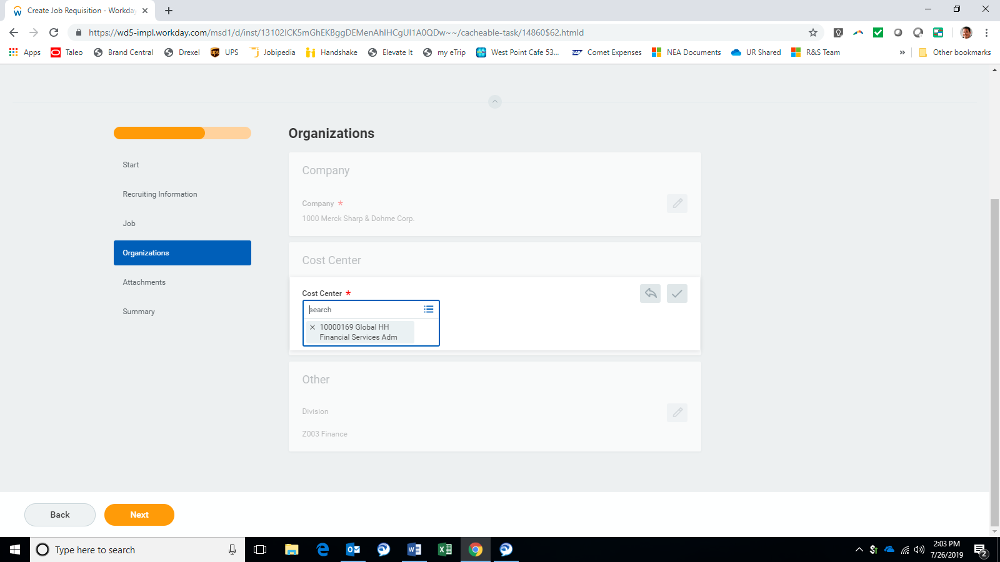 Create Job Requisition - Workda
https://wd5-impl.workday.com/msd1/d/inst/13102!CK5mGhEKBggDEMenAhIHCgUI1A0QDw~~/cacheable-task/14860$62.htmld
Apps Taleo Brand Central Drexel UPS Jobipedia Handshake Elevate It my eTrip West Point Cafe 53... Comet Expenses NEA Documents UR Shared R&S Team » Other bookmarks
Organizations
Start
Recruiting Information
Job
Organizations
Attachments
Summary
Company
Company *
1000 Merck Sharp & Dohme Corp.
Cost Center
Cost Center *
search
10000169 Global HH
Financial Services Adm
Other
Division
Z003 Finance
Back Next
Type here to search
2:03 PM
7/26/2019
2